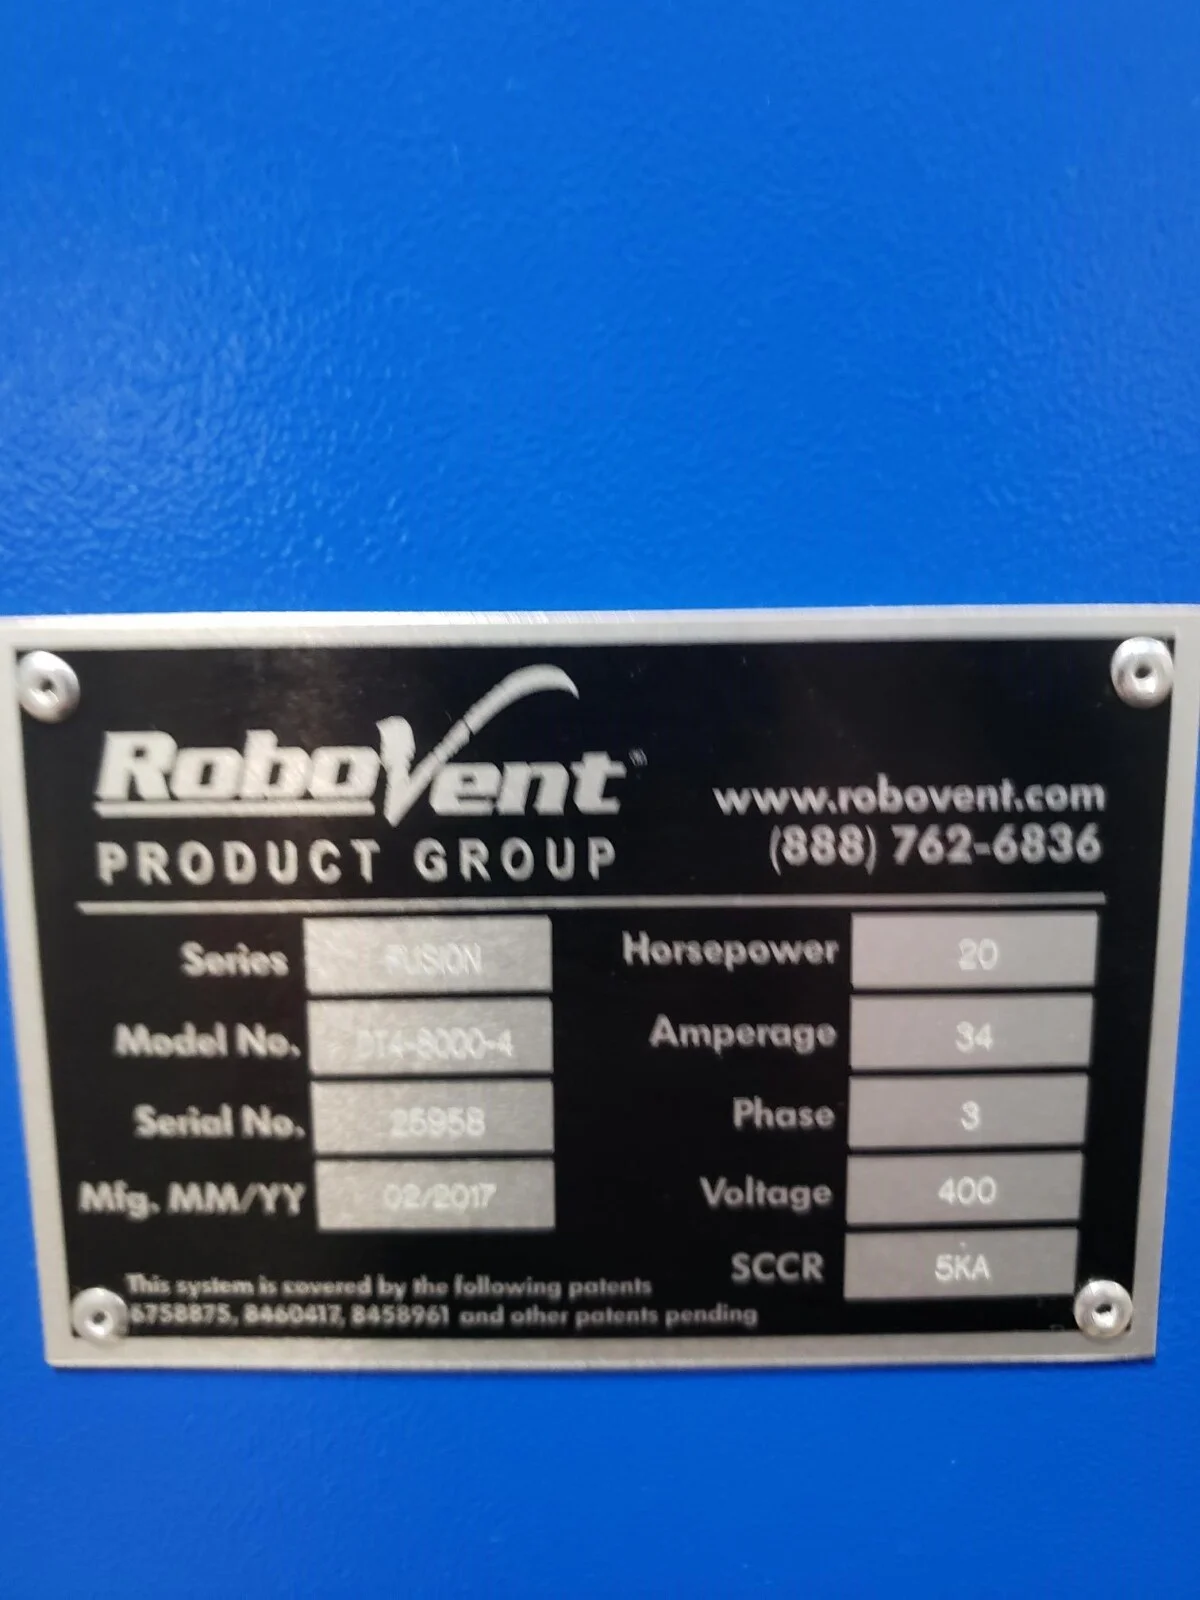 RoboVent™
PRODUCT GROUP
www.robovent.com
(888) 762-6836
Series FUSION
Model No. DT4-8000-4
Serial No. 25958
Mfg. MM/YY 02/2017
Horsepower 20
Amperage 34
Phase 3
Voltage 400
SCCR 5KA
This system is covered by the following patents
6758875, 8460417, 8458961 and other patents pending